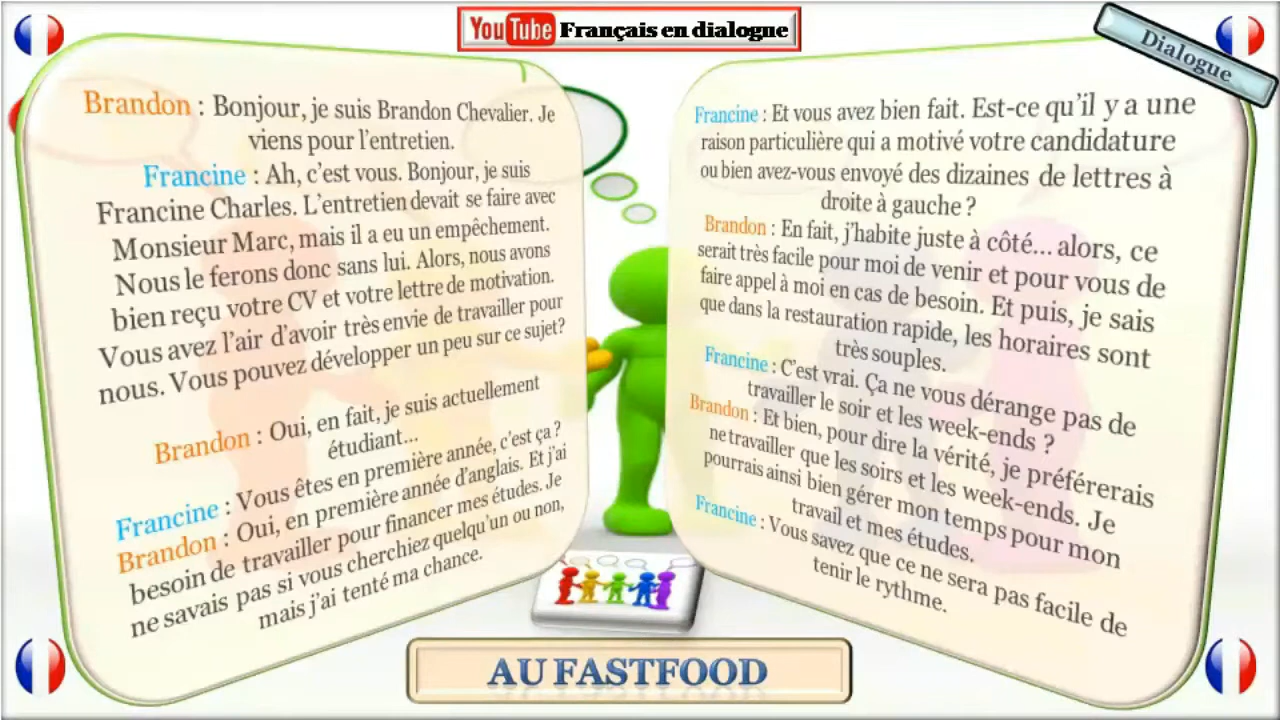 YouTube Français en dialogue
Dialogue
Brandon : Bonjour, je suis Brandon Chevalier. Je
viens pour l'entretien.
Francine : Ah, c'est vous. Bonjour, je suis
Francine Charles. L'entretien devait se faire avec
Monsieur Marc, mais il a eu un empêchement.
Nous le ferons donc sans lui. Alors, nous avons
bien reçu votre CV et votre lettre de motivation.
Vous avez l'air d'avoir très envie de travailler pour
nous. Vous pouvez développer un peu sur ce sujet?
Brandon : Oui, en fait, je suis actuellement
étudiant...
Francine : Vous êtes en première année, c'est ça ?
Brandon : Oui, en première année d'anglais. Et j'ai
besoin de travailler pour financer mes études. Je
ne savais pas si vous cherchiez quelqu'un ou non,
mais j'ai tenté ma chance.
Francine : Et vous avez bien fait. Est-ce qu'il y a une
raison particulière qui a motivé votre candidature
ou bien avez-vous envoyé des dizaines de lettres à
droite à gauche ?
Brandon : En fait, j'habite juste à côté... alors, ce
serait très facile pour moi de venir et pour vous de
faire appel à moi en cas de besoin. Et puis, je sais
que dans la restauration rapide, les horaires sont
très souples.
Francine : C'est vrai. Ça ne vous dérange pas de
travailler le soir et les week-ends ?
Brandon : Et bien, pour dire la vérité, je préférerais
ne travailler que les soirs et les week-ends. Je
pourrais ainsi bien gérer mon temps pour mon
travail et mes études.
Francine : Vous savez que ce ne sera pas facile de
tenir le rythme.
AU FASTFOOD